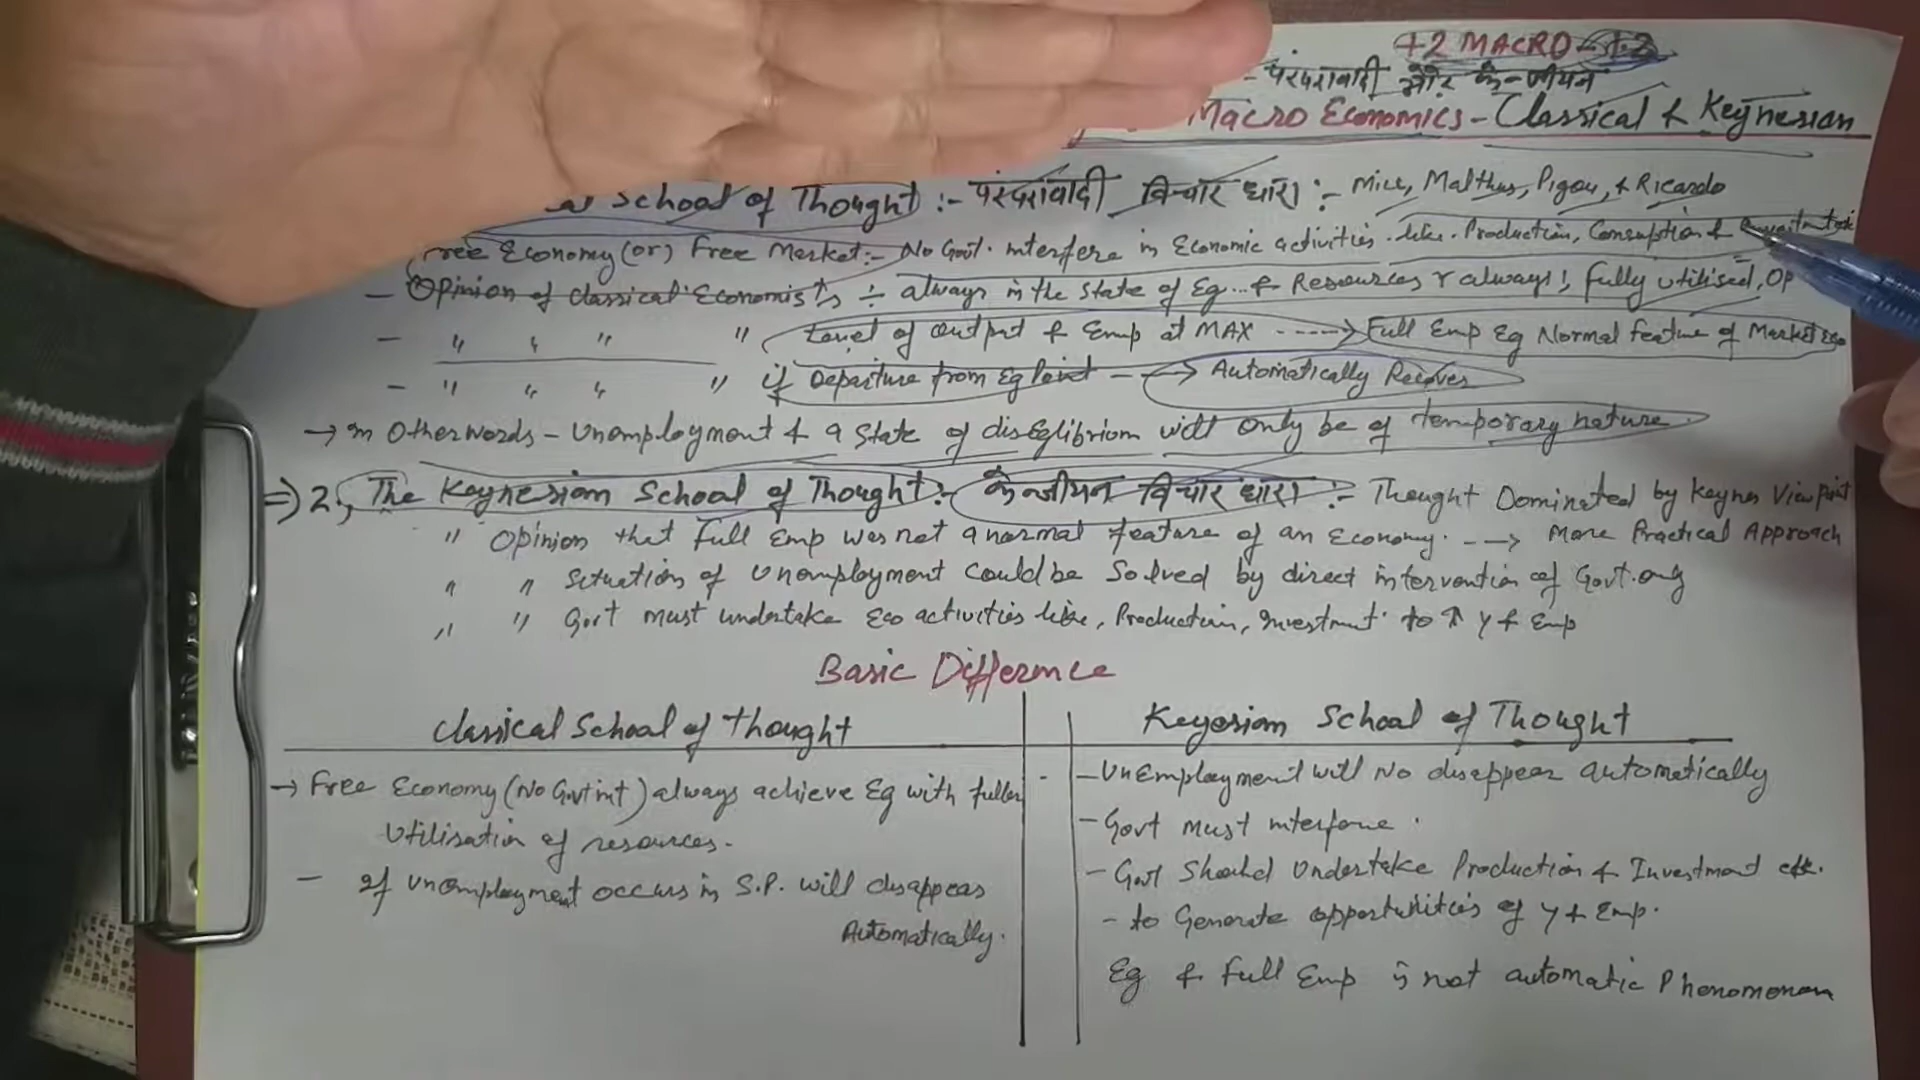 +2 MACRO-+2
- परंपरावादी और केन्जीयन
Macro Economics - Classical & Keynesian
School of Thought :- परंपरावादी विचार धारा :- Mill, Malthus, Pigou, & Ricardo
Free Economy (or) Free Market:- No Govt. interfere in Economic activities like. Production, Consuption &
- Opinion of classical Economists ÷ always in the State of Eq.. & Resources r always fully utilised, Op
- " " " " Level of output & Emp at MAX ----> Full Emp Eq Normal feature of Market Eco
- " " " " if Departure from Eq Point --> Automatically Recover
→ In Otherwords - Unemployment & a State of diseqlibrium will only be of temporary nature.
=> 2., The Keynesian School of Thought:- केन्जीयन विचार धारा :- Thought Dominated by Keynes ViewPoint
" Opinion that full Emp was not a normal feature of an Economy. ---> More Practical Approach
" " Situation of Unemployment could be Solved by direct intervention of Govt. only
" " Govt must undertake Eco activities like, Production, Investment to ↑ Y & Emp
Basic Difference
Classical School of thought
Keyesian School of Thought
→ Free Economy (No Govt int) always achieve Eq with fuller
Utilisation of resources.
- If unemployment occurs in S.P. will disappear
Automatically.
- UnEmployment will No disappear automatically
- Govt must interfere.
- Govt Should Undertake Production & Investment etc.
- to Generate opportunities of Y & Emp.
Eq & full Emp is not automatic Phenomenon